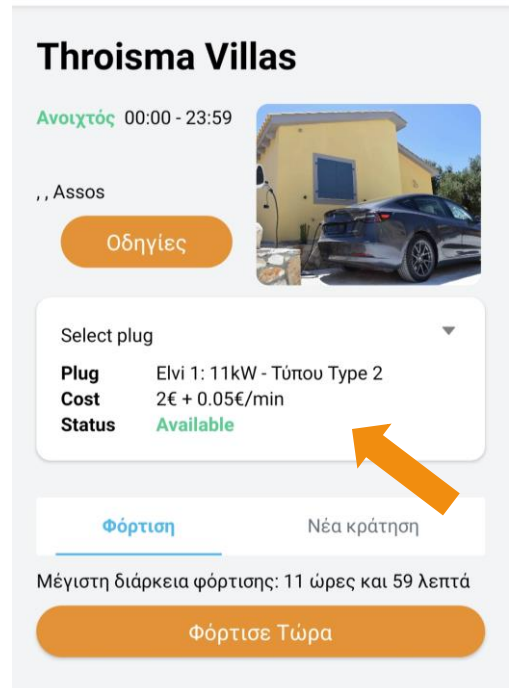 Throisma Villas
Ανοιχτός 00:00 - 23:59
, , Assos
Οδηγίες
Select plug
Plug Elvi 1: 11kW - Τύπου Type 2
Cost 2€ + 0.05€/min
Status Available
Φόρτιση Νέα κράτηση
Μέγιστη διάρκεια φόρτισης: 11 ώρες και 59 λεπτά
Φόρτισε Τώρα